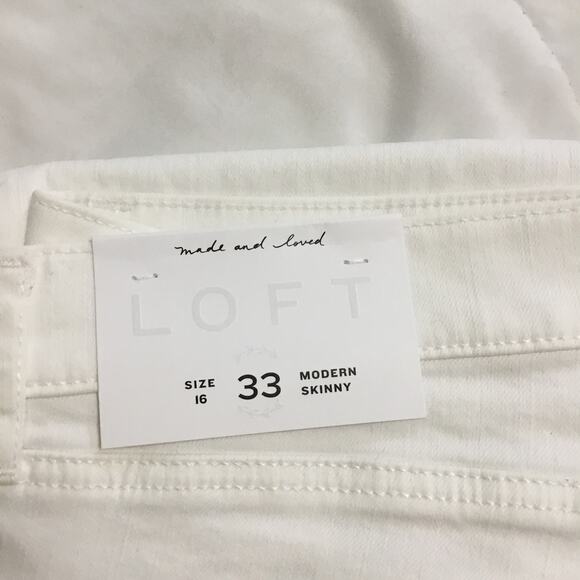 made and loved
LOFT
SIZE 16
33
MODERN SKINNY